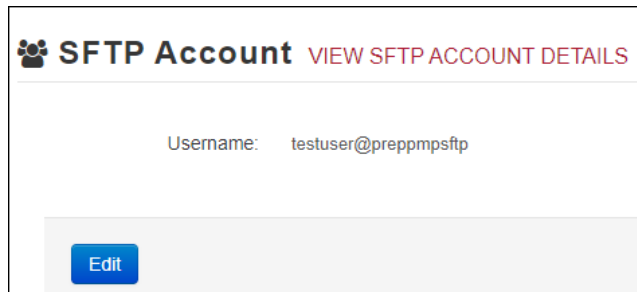 SFTP Account VIEW SFTP ACCOUNT DETAILS
Username: testuser@preppmpsftp
Edit